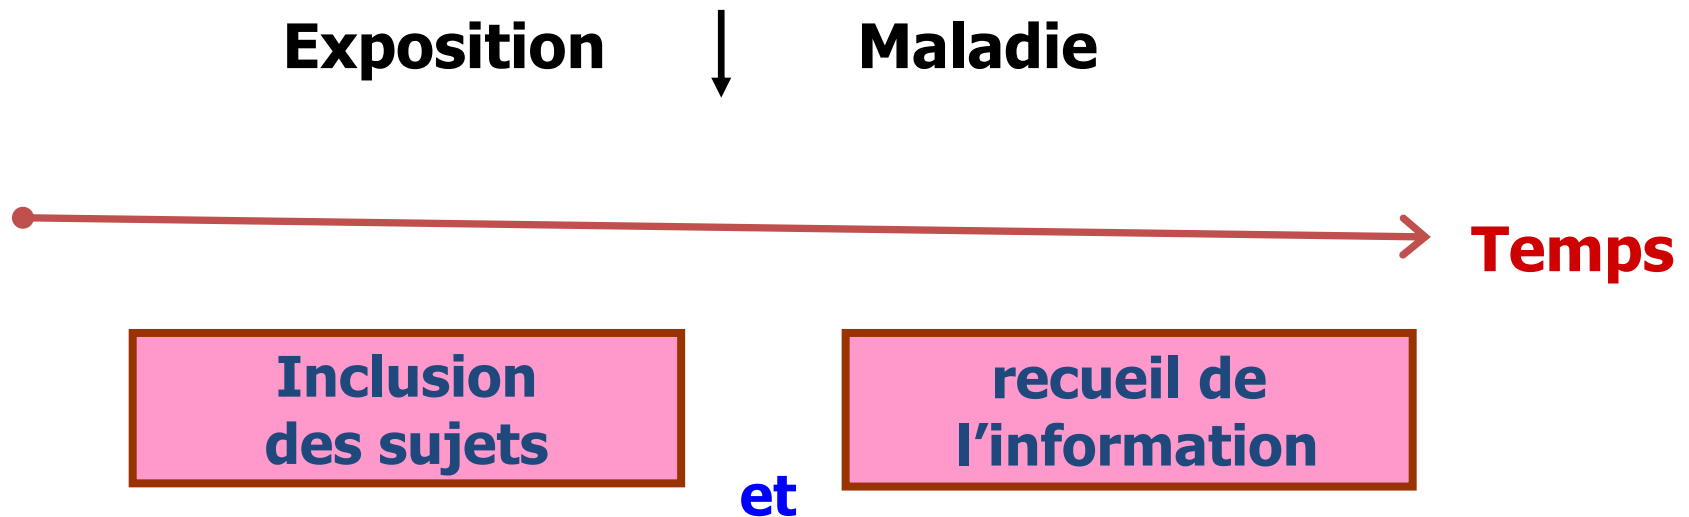 Exposition
Maladie
Temps
Inclusion
des sujets
et
recueil de
l’information